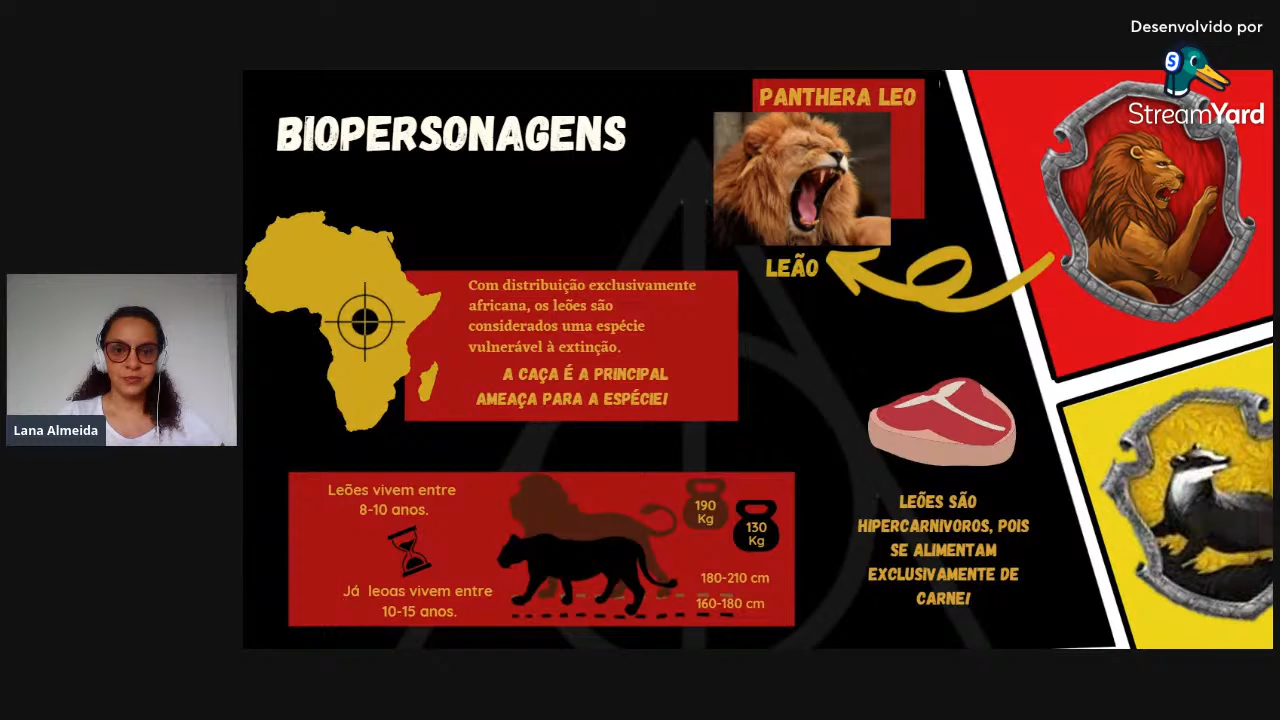 Desenvolvido por
StreamYard
BIOPERSONAGENS
PANTHERA LEO
LEÃO
Com distribuição exclusivamente
africana, os leões são
considerados uma espécie
vulnerável à extinção.
A CAÇA É A PRINCIPAL
AMEAÇA PARA A ESPÉCIE!
Lana Almeida
Leões vivem entre
8-10 anos.
Já leoas vivem entre
10-15 anos.
190
Kg
130
Kg
180-210 cm
160-180 cm
LEÕES SÃO
HIPERCARNIVOROS, POIS
SE ALIMENTAM
EXCLUSIVAMENTE DE
CARNE!